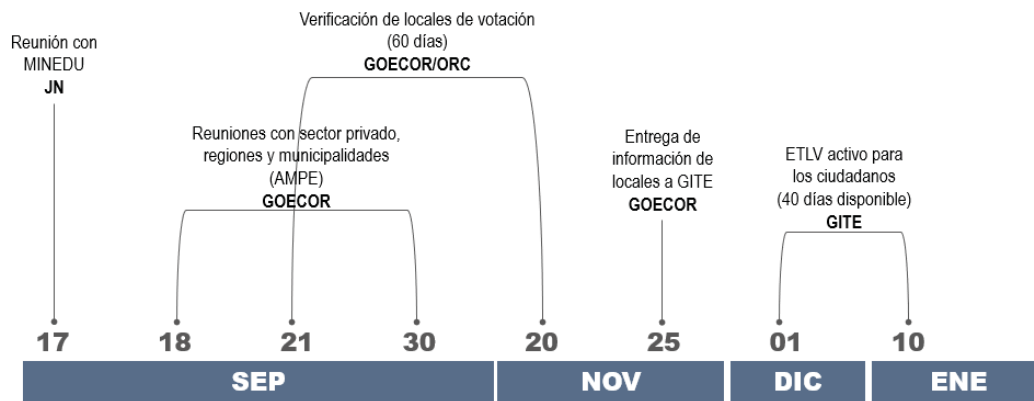 Verificación de locales de votación
(60 días)
GOECOR/ORC
Reunión con
MINEDU
JN
Reuniones con sector privado,
regiones y municipalidades
(AMPE)
GOECOR
Entrega de
información de
locales a GITE
GOECOR
ETLV activo para
los ciudadanos
(40 días disponible)
GITE
17 18 21 30 20 25 01 10
SEP NOV DIC ENE